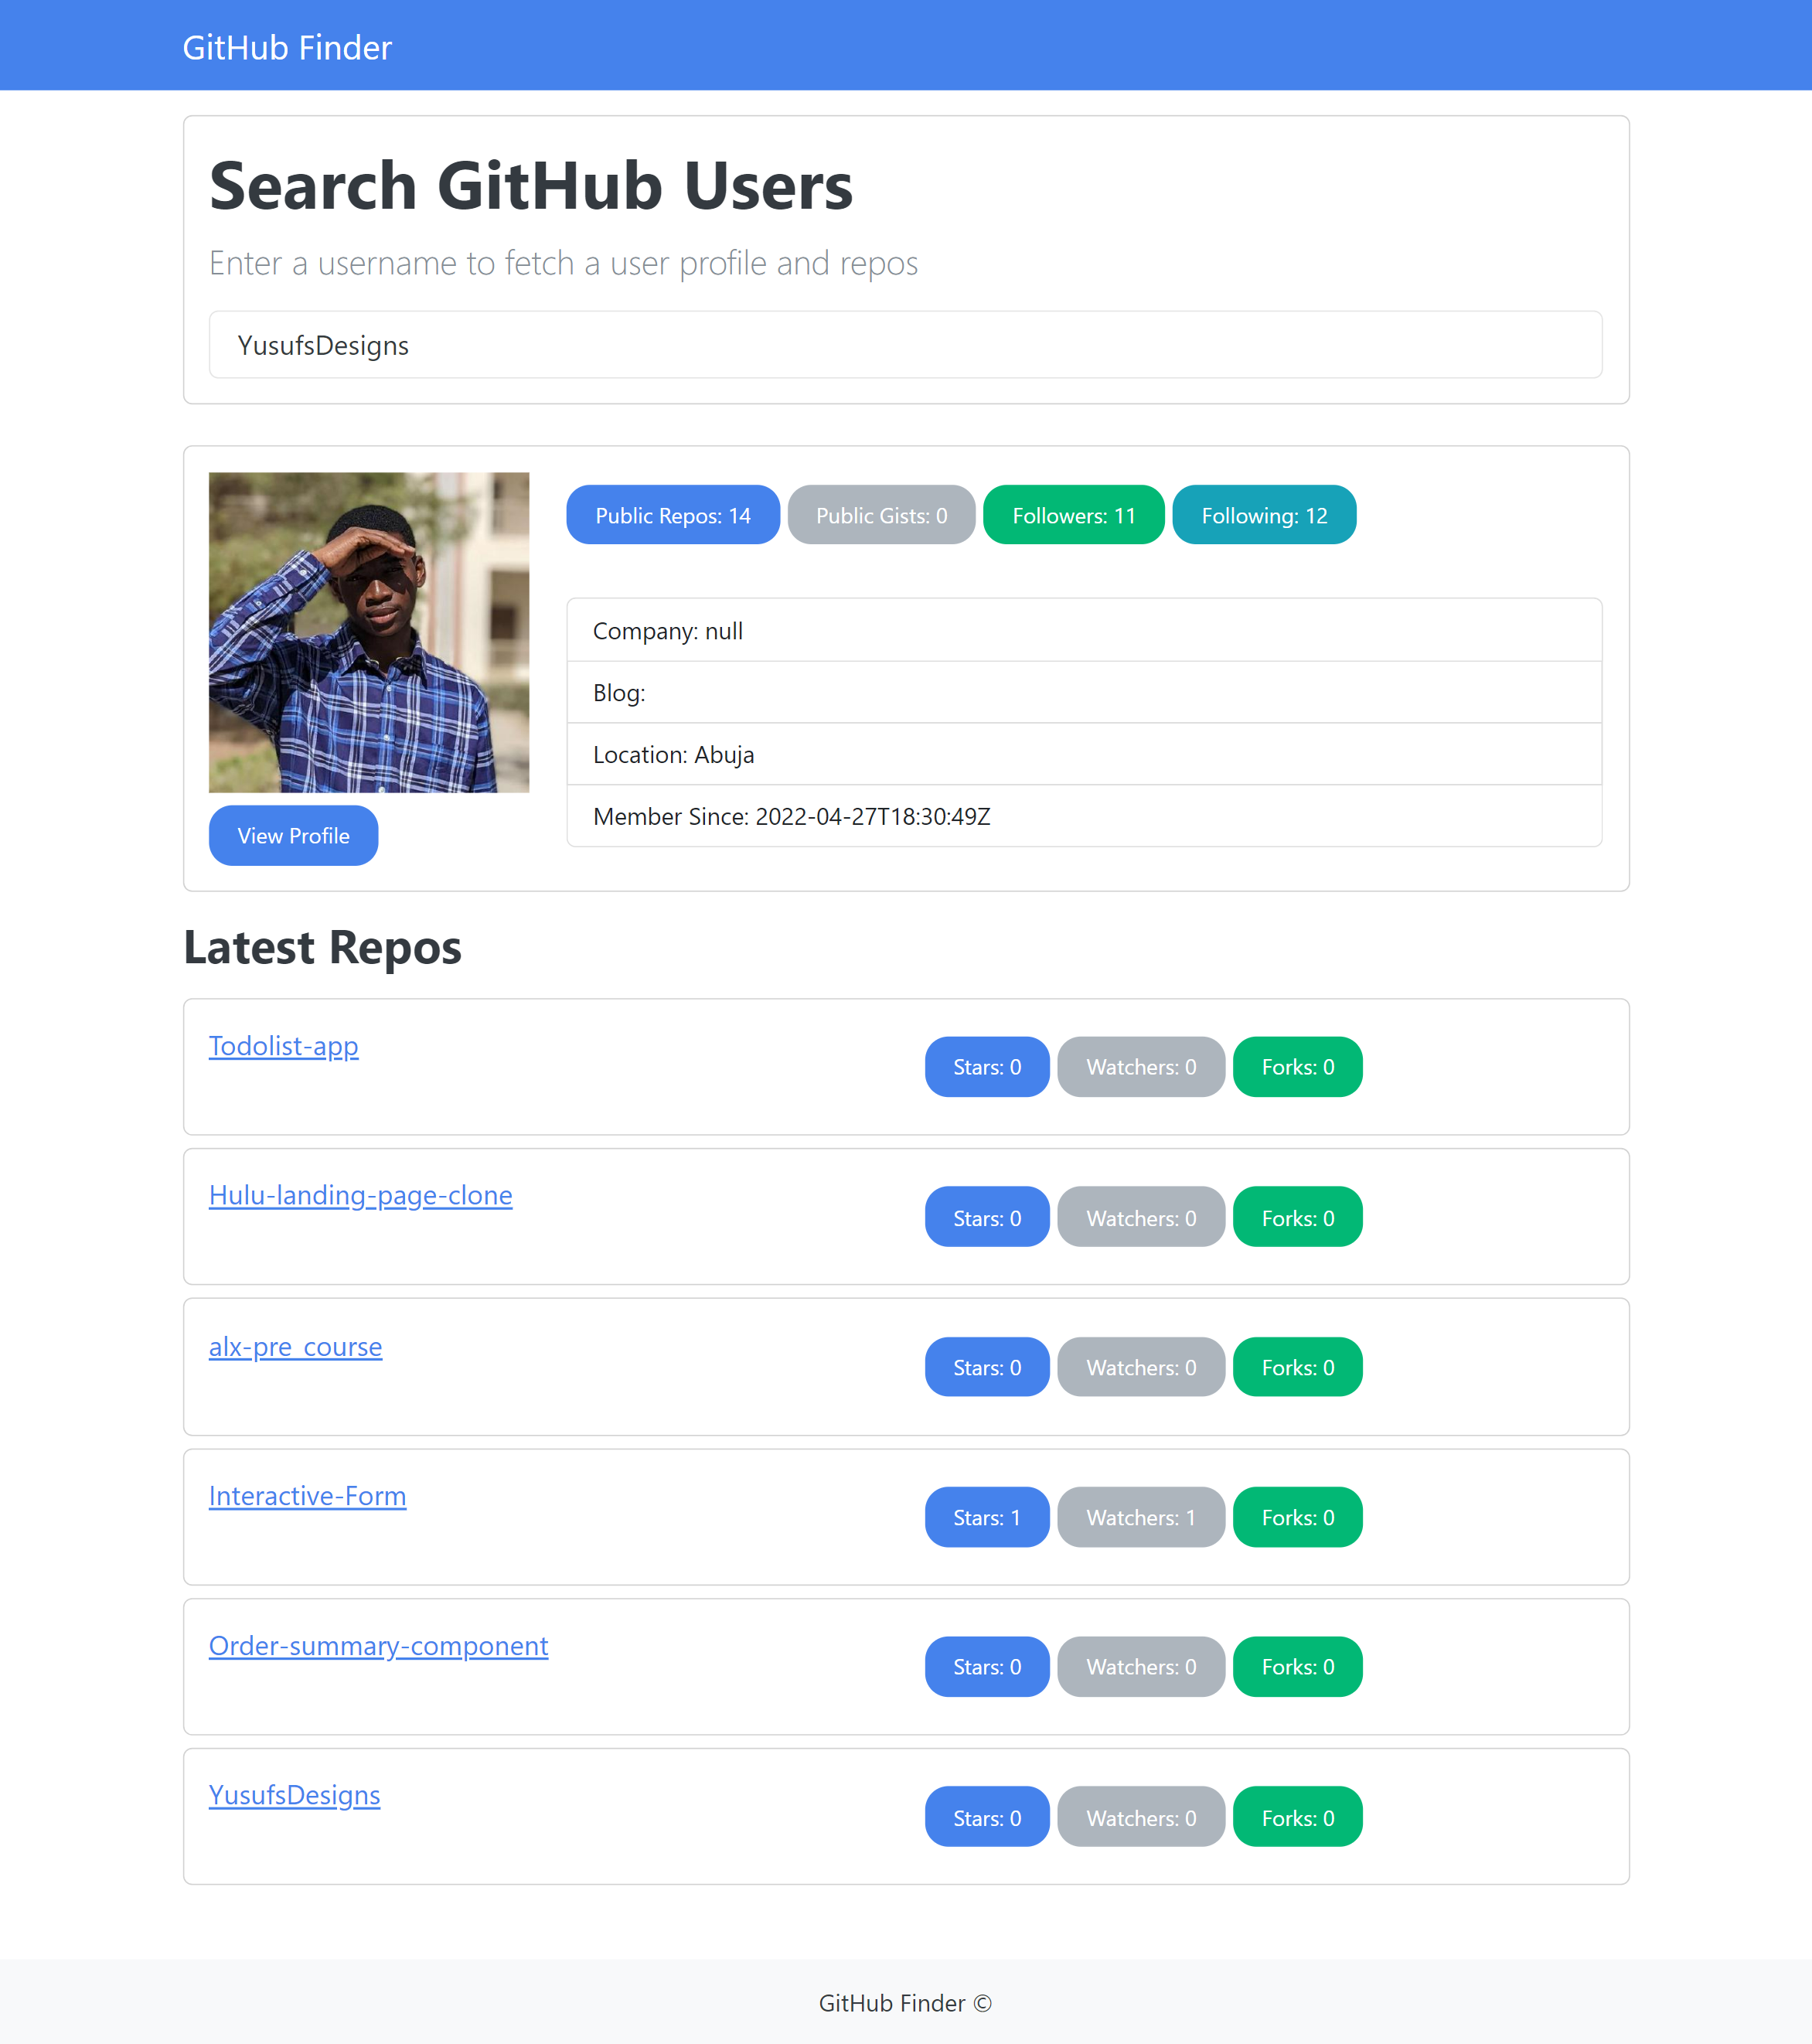 GitHub Finder
Search GitHub Users
Enter a username to fetch a user profile and repos
YusufsDesigns
Public Repos: 14 Public Gists: 0 Followers: 11 Following: 12
Company: null
Blog:
Location: Abuja
Member Since: 2022-04-27T18:30:49Z
View Profile
Latest Repos
Todolist-app
Stars: 0 Watchers: 0 Forks: 0
Hulu-landing-page-clone
Stars: 0 Watchers: 0 Forks: 0
alx-pre_course
Stars: 0 Watchers: 0 Forks: 0
Interactive-Form
Stars: 1 Watchers: 1 Forks: 0
Order-summary-component
Stars: 0 Watchers: 0 Forks: 0
YusufsDesigns
Stars: 0 Watchers: 0 Forks: 0
GitHub Finder ©